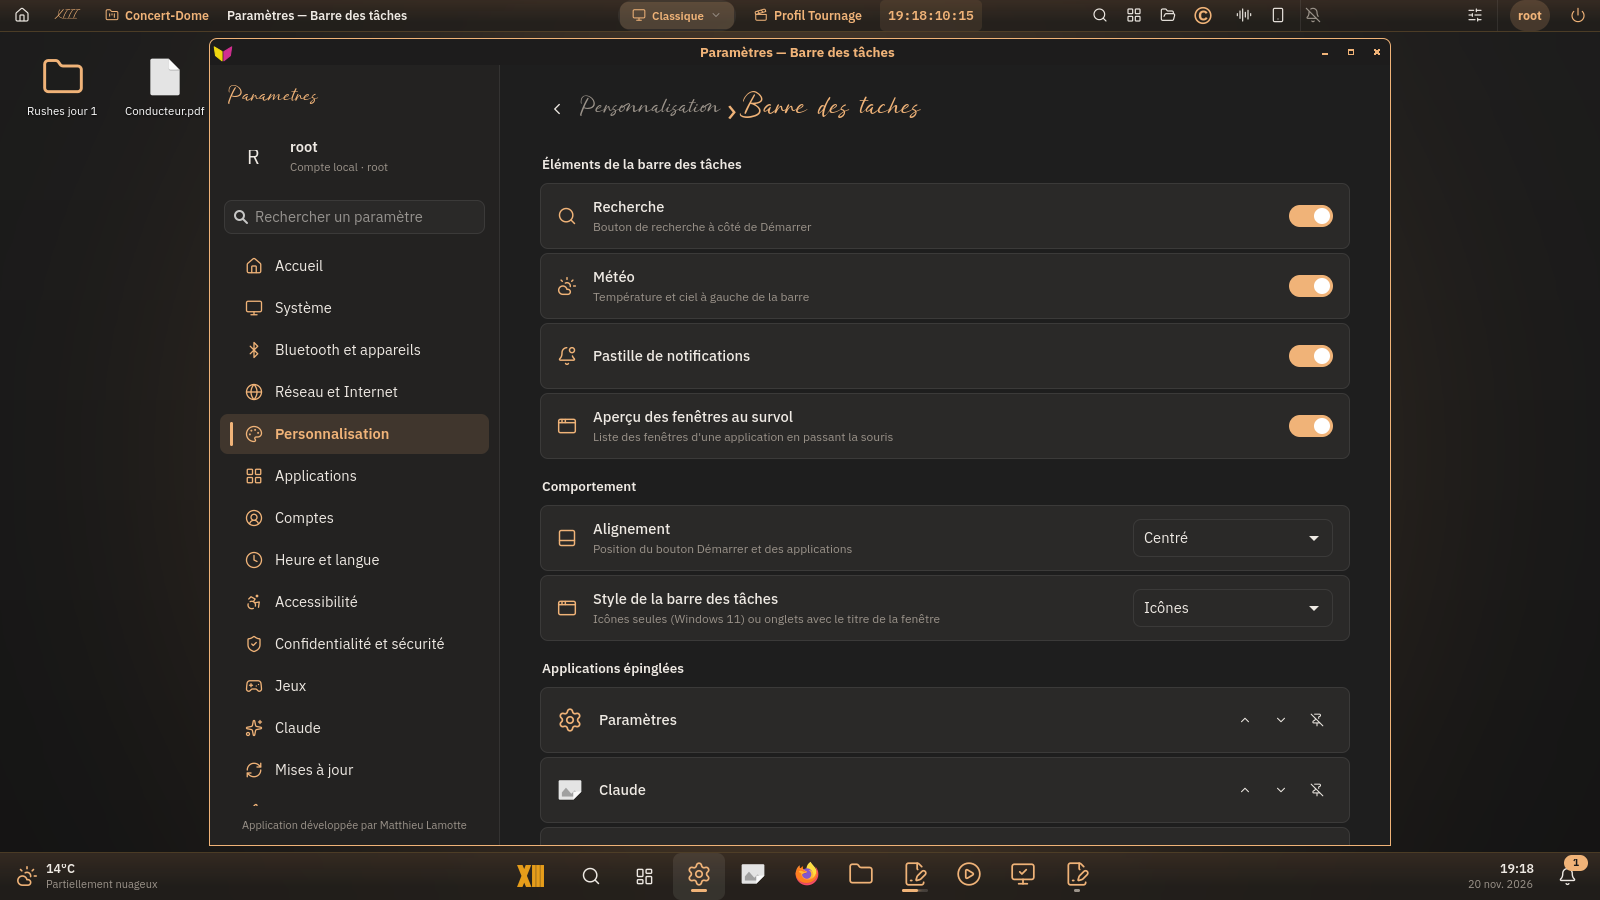 Concert-Dome
Paramètres — Barre des tâches
Classique
Profil Tournage
19:18:10:15
root
Rushes jour 1
Conducteur.pdf
Paramètres — Barre des tâches
Parametres
R
root
Compte local · root
Rechercher un paramètre
Accueil
Système
Bluetooth et appareils
Réseau et Internet
Personnalisation
Applications
Comptes
Heure et langue
Accessibilité
Confidentialité et sécurité
Jeux
Claude
Mises à jour
Application développée par Matthieu Lamotte
Personnalisation › Barre des taches
Éléments de la barre des tâches
Recherche
Bouton de recherche à côté de Démarrer
Météo
Température et ciel à gauche de la barre
Pastille de notifications
Aperçu des fenêtres au survol
Liste des fenêtres d'une application en passant la souris
Comportement
Alignement
Position du bouton Démarrer et des applications
Centré
Style de la barre des tâches
Icônes seules (Windows 11) ou onglets avec le titre de la fenêtre
Icônes
Applications épinglées
Paramètres
Claude
14°C
Partiellement nuageux
XIII
19:18
20 nov. 2026
1